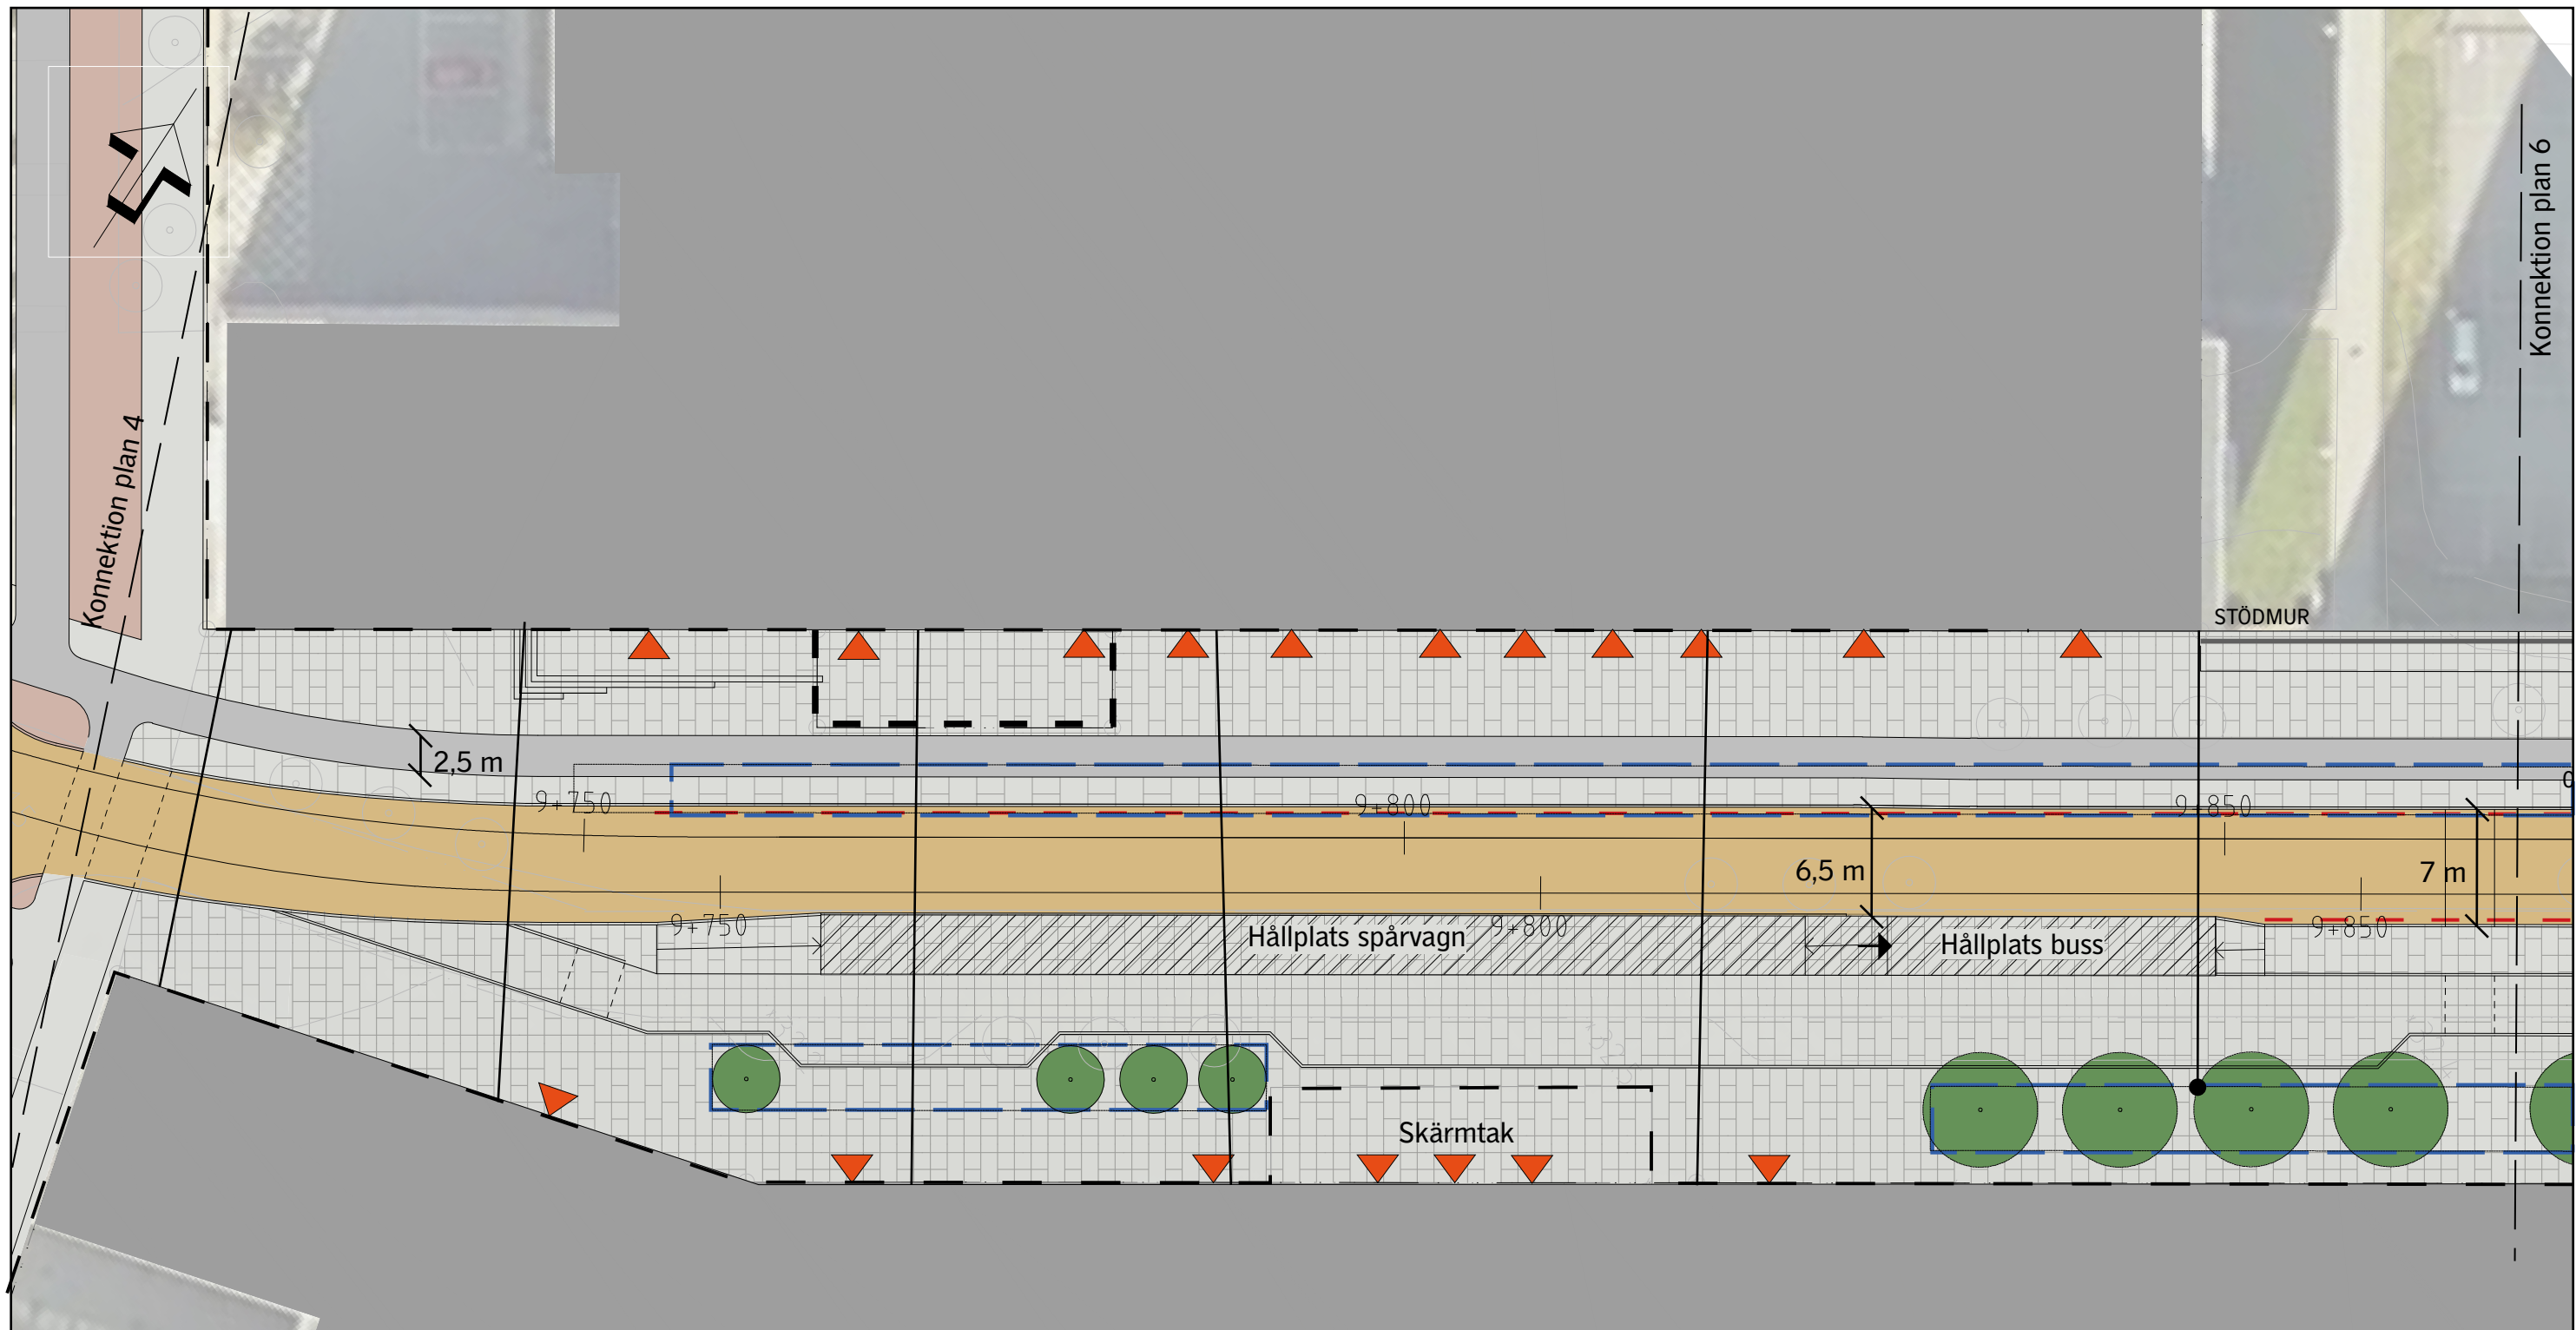 Konnektion plan 6
Konnektion plan 4
STÖDMUR
2,5 m
9+750
9+800
9+850
6,5 m
7 m
9+750
9+800
9+850
Hållplats spårvagn
Hållplats buss
Skärmtak